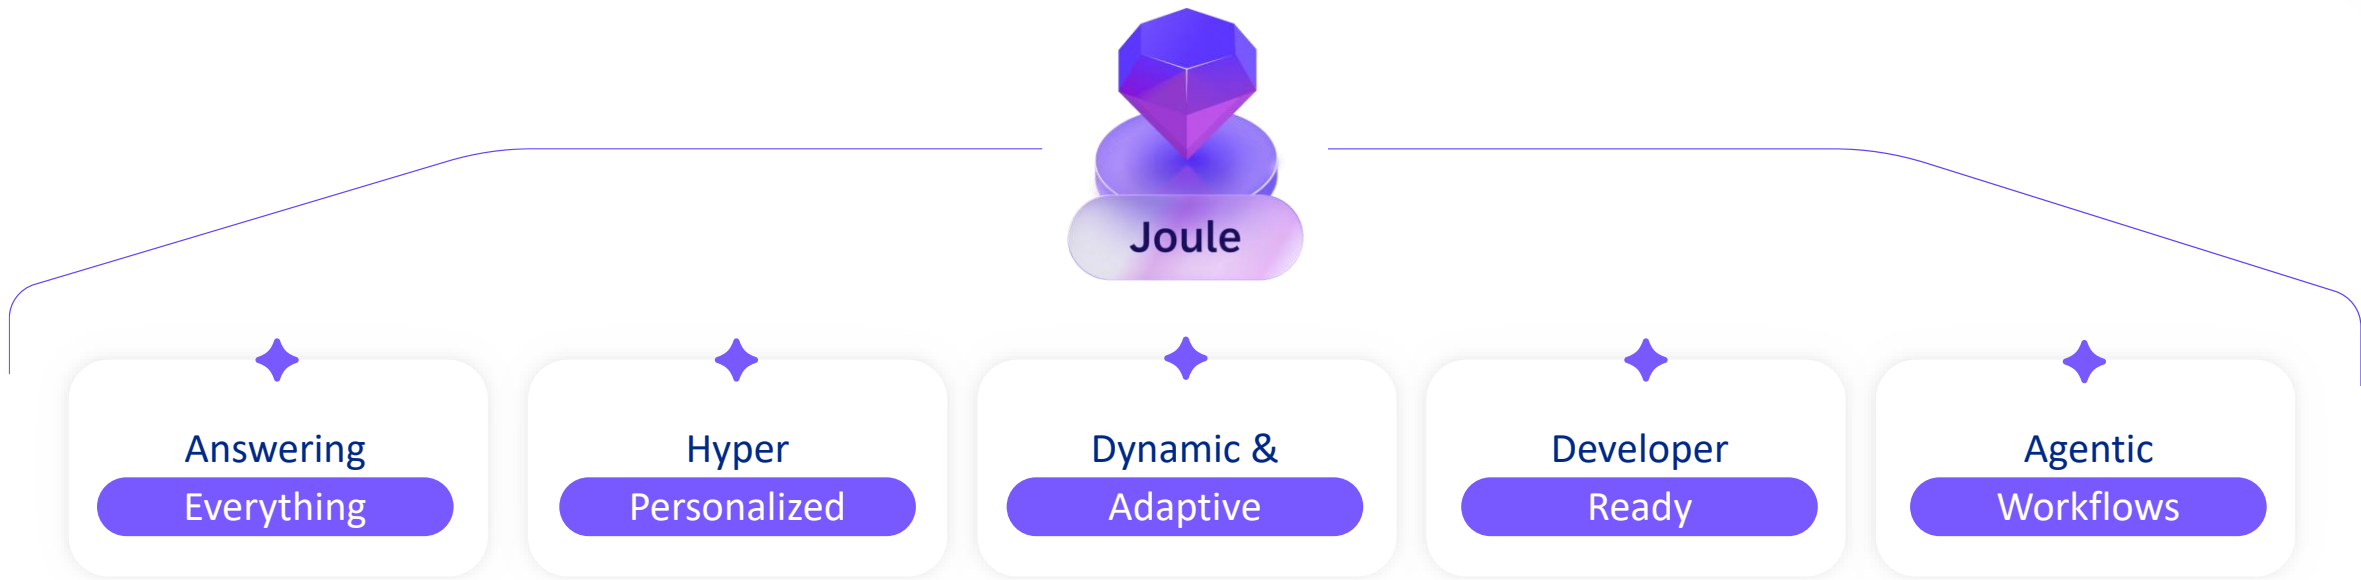 Joule
Answering
Everything
Hyper
Personalized
Dynamic &
Adaptive
Developer
Ready
Agentic
Workflows